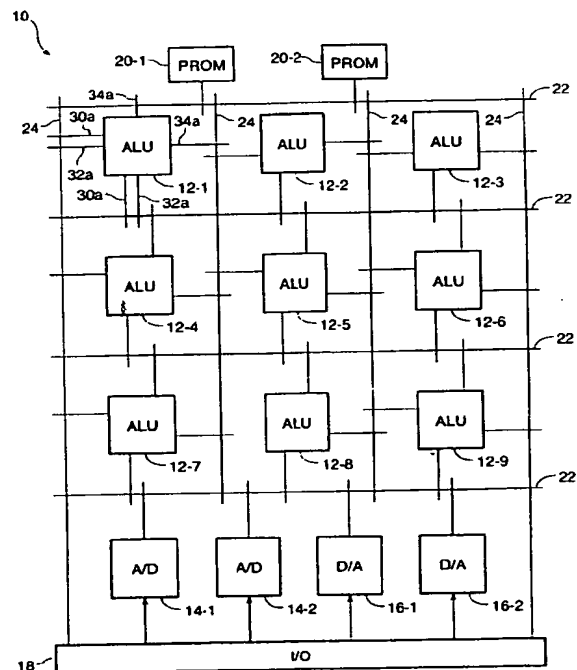 10
20-1 PROM 20-2 PROM
34a 22
24 24 24 24
30a ALU 34a ALU ALU
32a
12-1 12-2 12-3
30a 32a 22
ALU ALU ALU
12-4 12-5 12-6
22
ALU ALU ALU
12-7 12-8 12-9
22
A/D A/D D/A D/A
14-1 14-2 16-1 16-2
18 I/O